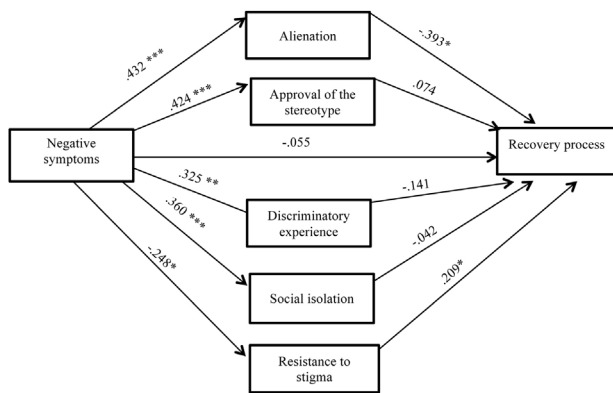 Alienation
-.393*
.432 ***
Approval of the
stereotype
.074
.424 ***
Negative
symptoms
-.055
Recovery process
.325 **
-.141
Discriminatory
experience
.360 ***
-.042
Social isolation
-.248*
.209*
Resistance to
stigma